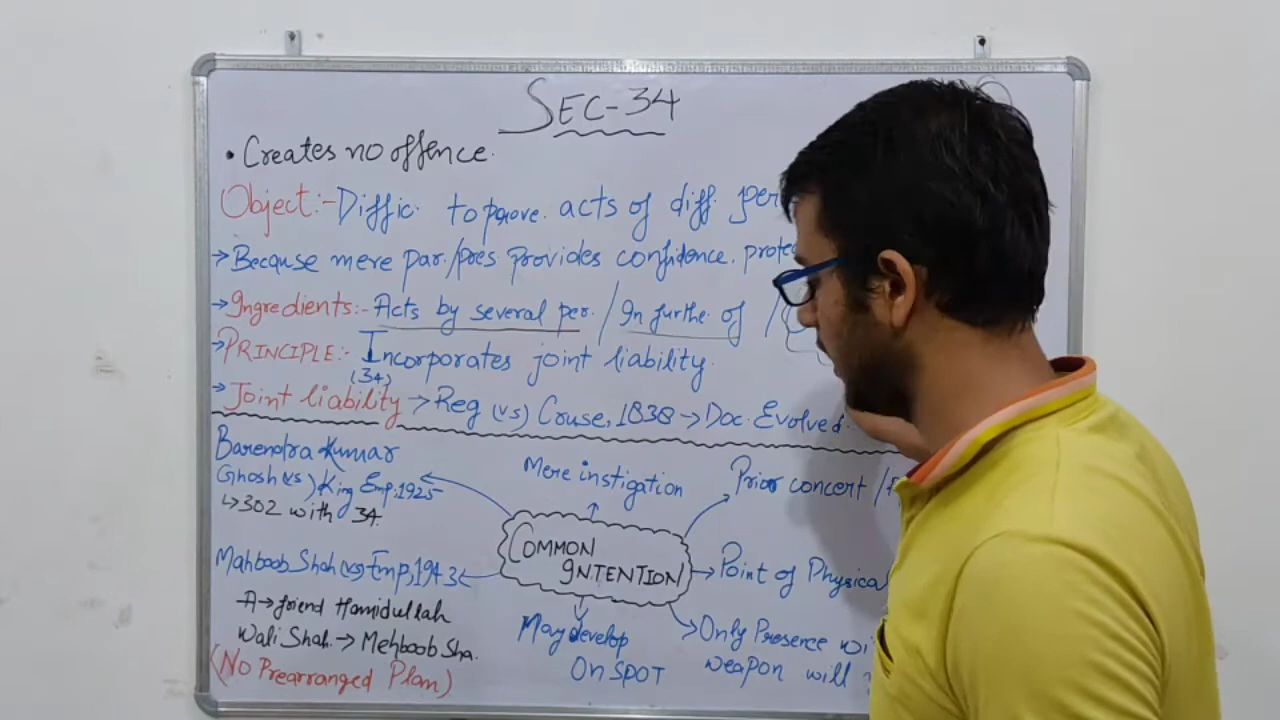 SEC-34
• Creates no offence.
Object:- Diffic. to prove. acts of diff. per
→ Because mere par./pres. provides confidence. prote
→ Ingredients:- Acts by several per. / In furthe. of /
→ PRINCIPLE:- Incorporates joint liability.
(34)
→ Joint liability → Reg (vs) Cruse, 1838 → Doc. Evolved.
Barendra Kumar
Ghosh (vs) King Emp, 1925
↳ 302 with 34.
Mere instigation
Prior concert /
COMMON
INTENTION
Mahboob Shah (vs) Emp, 1943
Point of Physical
A → friend Hamidullah
Wali Shah. → Mehboob Sha.
(No Prearranged Plan)
May develop
On SPOT
Only Presence wi
weapon will